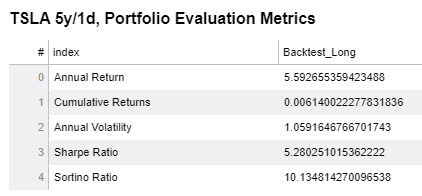 TSLA 5y/1d, Portfolio Evaluation Metrics
# index Backtest_Long
0 Annual Return 5.592655359423488
1 Cumulative Returns 0.006140022277831836
2 Annual Volatility 1.0591646766701743
3 Sharpe Ratio 5.280251015362222
4 Sortino Ratio 10.134814270096538